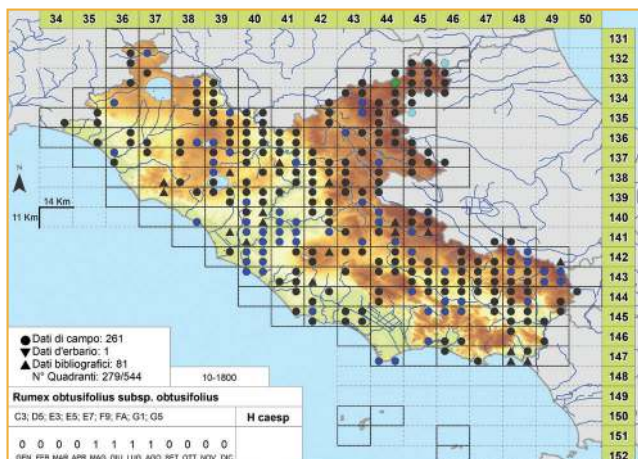 34 35 36 37 38 39 40 41 42 43 44 45 46 47 48 49 50
131
132
133
134
135
136
137
138
139
140
141
142
143
144
145
146
147
148
149
150
151
152
N
14 Km
11 Km
Dati di campo: 261
Dati d'erbario: 1
Dati bibliografici: 81
N° Quadranti: 279/544
10-1800
Rumex obtusifolius subsp. obtusifolius
C3; D5; E3; E5; E7; F9; FA; G1; G5
H caesp
0 0 0 0 1 1 1 1 0 0 0 0
GEN FEB MAR APR MAG GIU LUG AGO SET OTT NOV DIC